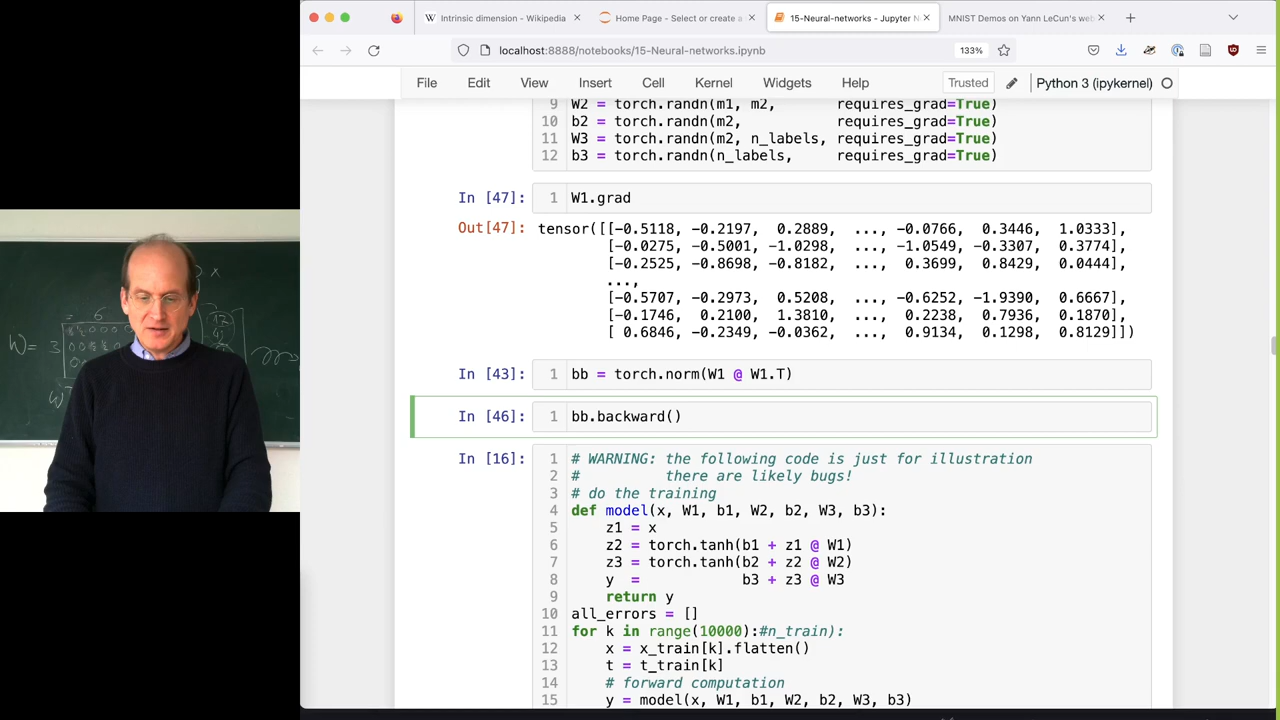 Intrinsic dimension - Wikipedia
Home Page - Select or create a
15-Neural-networks - Jupyter N
MNIST Demos on Yann LeCun's web
localhost:8888/notebooks/15-Neural-networks.ipynb
133%
File Edit View Insert Cell Kernel Widgets Help
Trusted
Python 3 (ipykernel)
9 W2 = torch.randn(m1, m2, requires_grad=True)
10 b2 = torch.randn(m2, requires_grad=True)
11 W3 = torch.randn(m2, n_labels, requires_grad=True)
12 b3 = torch.randn(n_labels, requires_grad=True)
In [47]: 1 W1.grad
Out[47]: tensor([[-0.5118, -0.2197, 0.2889, ..., -0.0766, 0.3446, 1.0333],
[-0.0275, -0.5001, -1.0298, ..., -1.0549, -0.3307, 0.3774],
[-0.2525, -0.8698, -0.8182, ..., 0.3699, 0.8429, 0.0444],
...,
[-0.5707, -0.2973, 0.5208, ..., -0.6252, -1.9390, 0.6667],
[-0.1746, 0.2100, 1.3810, ..., 0.2238, 0.7936, 0.1870],
[ 0.6846, -0.2349, -0.0362, ..., 0.9134, 0.1298, 0.8129]])
In [43]: 1 bb = torch.norm(W1 @ W1.T)
In [46]: 1 bb.backward()
In [16]: 1 # WARNING: the following code is just for illustration
2 # there are likely bugs!
3 # do the training
4 def model(x, W1, b1, W2, b2, W3, b3):
5 z1 = x
6 z2 = torch.tanh(b1 + z1 @ W1)
7 z3 = torch.tanh(b2 + z2 @ W2)
8 y = b3 + z3 @ W3
9 return y
10 all_errors = []
11 for k in range(10000):#n_train):
12 x = x_train[k].flatten()
13 t = t_train[k]
14 # forward computation
15 y = model(x, W1, b1, W2, b2, W3, b3)
W = 3
6
x